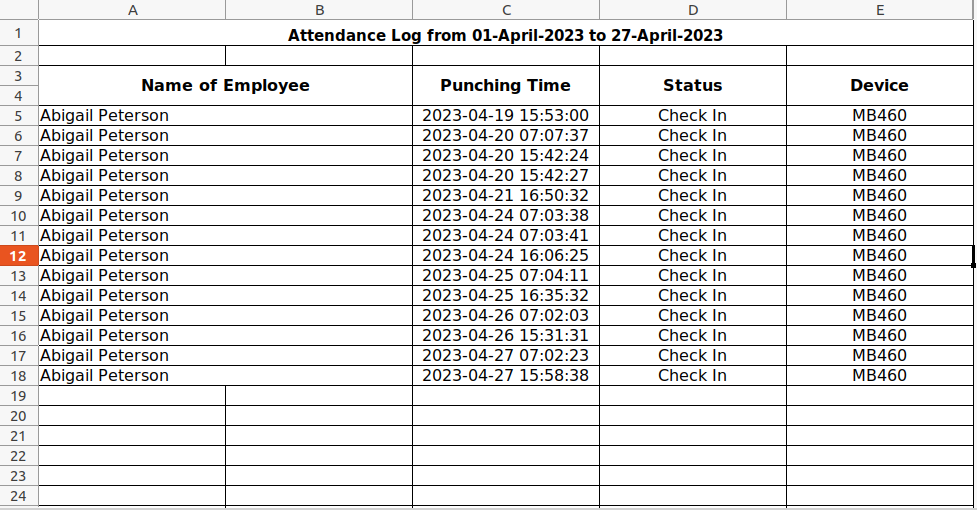 A B C D E
1 Attendance Log from 01-April-2023 to 27-April-2023
2
3 Name of Employee Punching Time Status Device
4
5 Abigail Peterson 2023-04-19 15:53:00 Check In MB460
6 Abigail Peterson 2023-04-20 07:07:37 Check In MB460
7 Abigail Peterson 2023-04-20 15:42:24 Check In MB460
8 Abigail Peterson 2023-04-20 15:42:27 Check In MB460
9 Abigail Peterson 2023-04-21 16:50:32 Check In MB460
10 Abigail Peterson 2023-04-24 07:03:38 Check In MB460
11 Abigail Peterson 2023-04-24 07:03:41 Check In MB460
12 Abigail Peterson 2023-04-24 16:06:25 Check In MB460
13 Abigail Peterson 2023-04-25 07:04:11 Check In MB460
14 Abigail Peterson 2023-04-25 16:35:32 Check In MB460
15 Abigail Peterson 2023-04-26 07:02:03 Check In MB460
16 Abigail Peterson 2023-04-26 15:31:31 Check In MB460
17 Abigail Peterson 2023-04-27 07:02:23 Check In MB460
18 Abigail Peterson 2023-04-27 15:58:38 Check In MB460
19
20
21
22
23
24